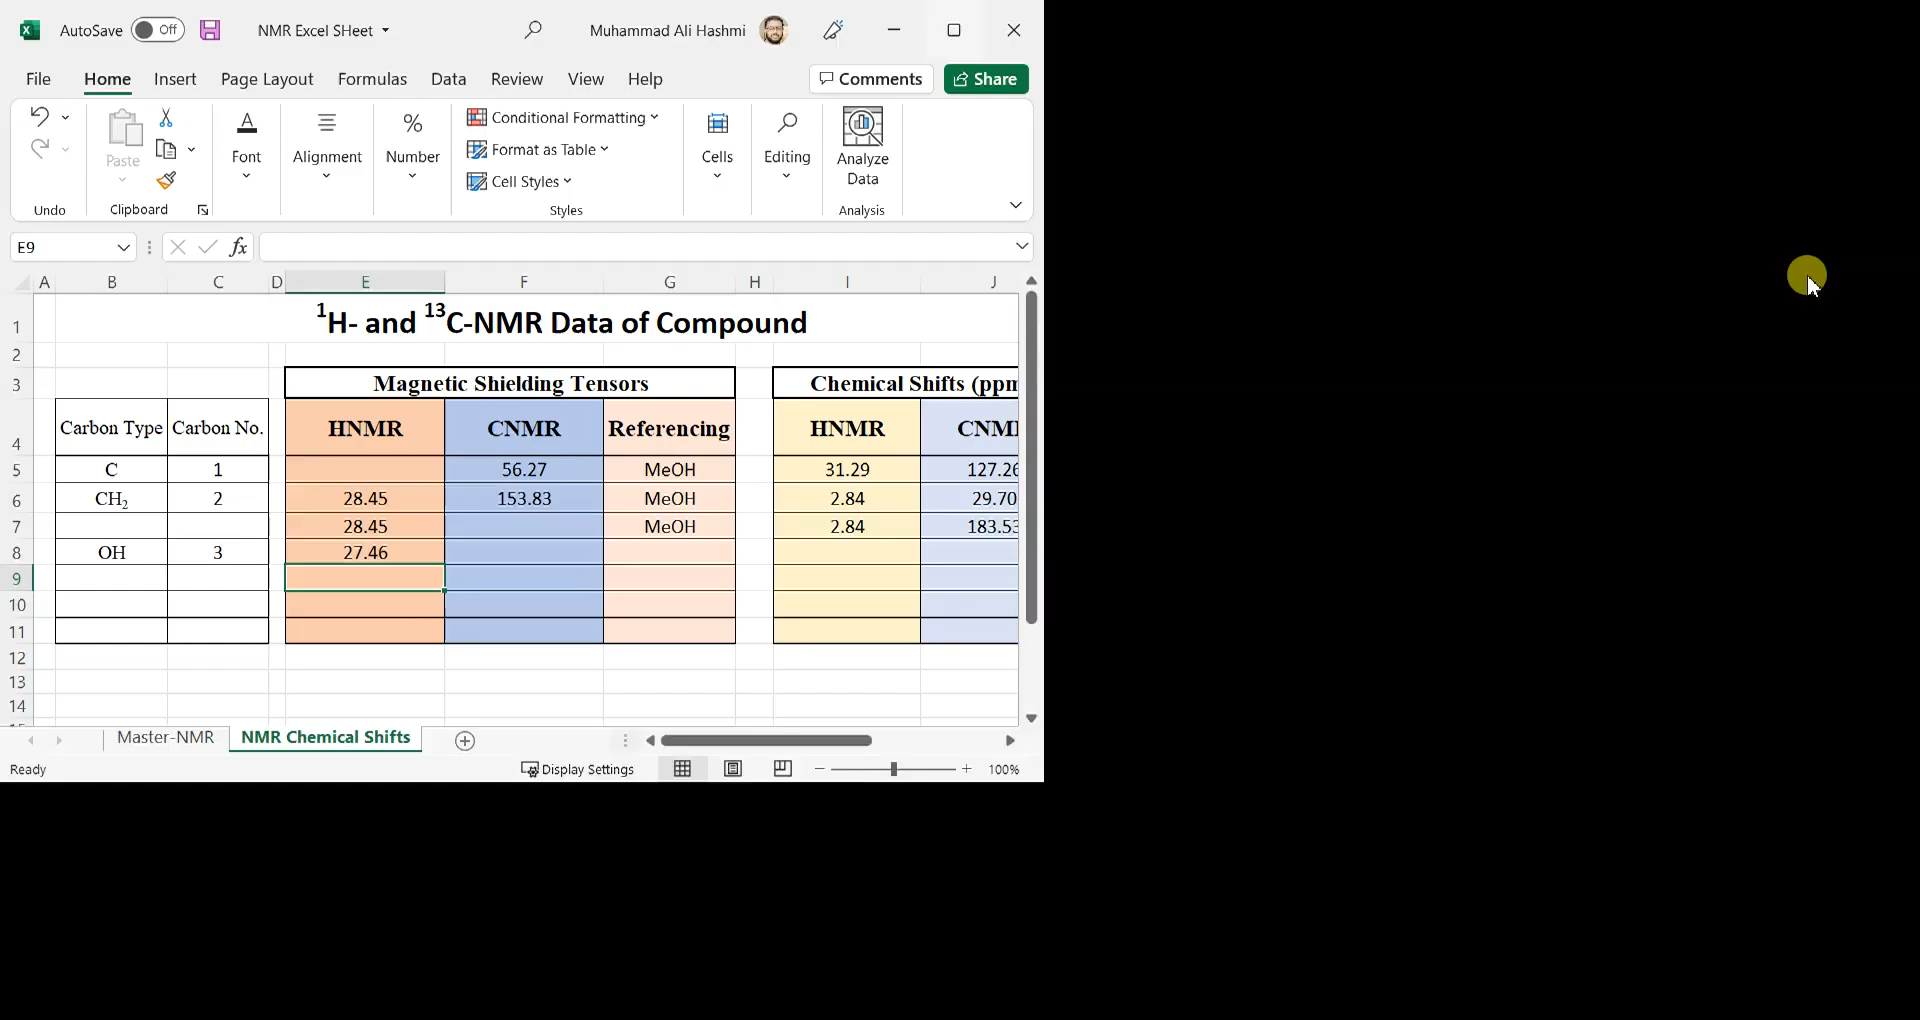 AutoSave Off NMR Excel SHeet Muhammad Ali Hashmi
File Home Insert Page Layout Formulas Data Review View Help Comments Share
Undo
Paste
Clipboard
A Font
Alignment
% Number
Conditional Formatting
Format as Table
Cell Styles
Styles
Cells
Editing
Analyze Data
Analysis
E9 fx
A B C D E F G H I J
1 ¹H- and ¹³C-NMR Data of Compound
2
3 Magnetic Shielding Tensors Chemical Shifts (ppm
4 Carbon Type Carbon No. HNMR CNMR Referencing HNMR CNM
5 C 1 56.27 MeOH 31.29 127.26
6 CH₂ 2 28.45 153.83 MeOH 2.84 29.70
7 28.45 MeOH 2.84 183.53
8 OH 3 27.46
9
10
11
12
13
14
Master-NMR NMR Chemical Shifts
Ready Display Settings 100%